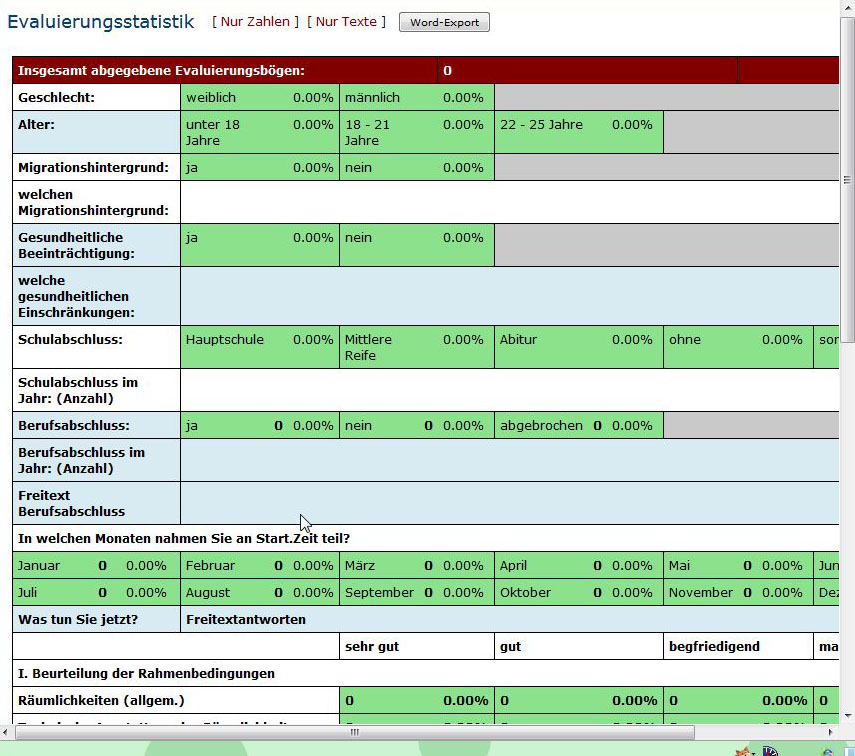 Evaluierungsstatistik [ Nur Zahlen ] [ Nur Texte ] Word-Export
Insgesamt abgegebene Evaluierungsbögen: 0
Geschlecht: weiblich 0.00% männlich 0.00%
Alter: unter 18 Jahre 0.00% 18 - 21 Jahre 0.00% 22 - 25 Jahre 0.00%
Migrationshintergrund: ja 0.00% nein 0.00%
welchen
Migrationshintergrund:
Gesundheitliche Beeinträchtigung: ja 0.00% nein 0.00%
welche
gesundheitlichen
Einschränkungen:
Schulabschluss: Hauptschule 0.00% Mittlere Reife 0.00% Abitur 0.00% ohne 0.00%
Schulabschluss im
Jahr: (Anzahl)
Berufsabschluss: ja 0 0.00% nein 0 0.00% abgebrochen 0 0.00%
Berufsabschluss im
Jahr: (Anzahl)
Freitext
Berufsabschluss
In welchen Monaten nahmen Sie an Start.Zeit teil?
Januar 0 0.00% Februar 0 0.00% März 0 0.00% April 0 0.00% Mai 0 0.00% Jun
Juli 0 0.00% August 0 0.00% September 0 0.00% Oktober 0 0.00% November 0 0.00% Dez
Was tun Sie jetzt? Freitextantworten
sehr gut gut begfriedigend ma
I. Beurteilung der Rahmenbedingungen
Räumlichkeiten (allgem.) 0 0.00% 0 0.00% 0 0.00% 0